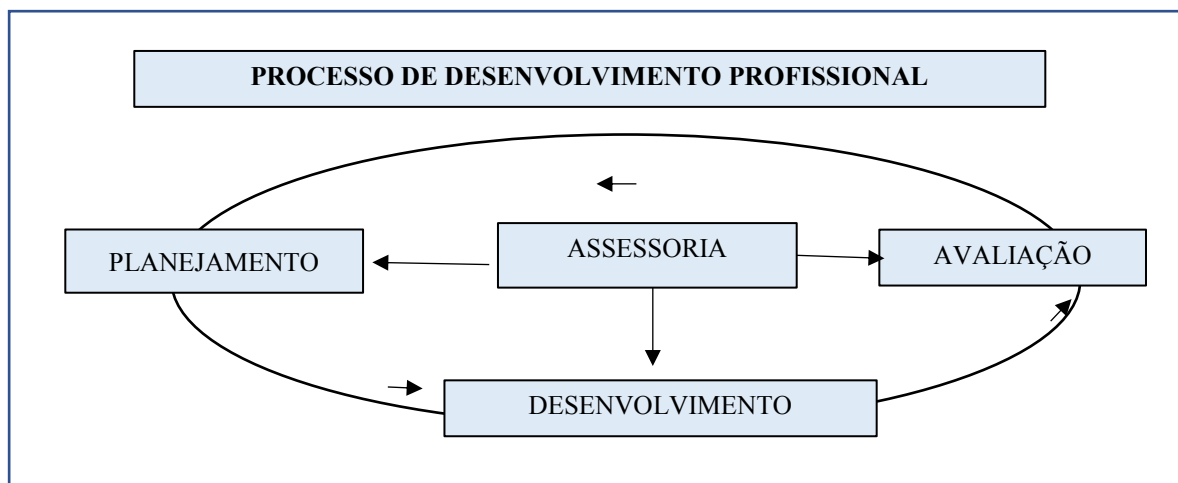 PROCESSO DE DESENVOLVIMENTO PROFISSIONAL
PLANEJAMENTO
ASSESSORIA
AVALIAÇÃO
DESENVOLVIMENTO